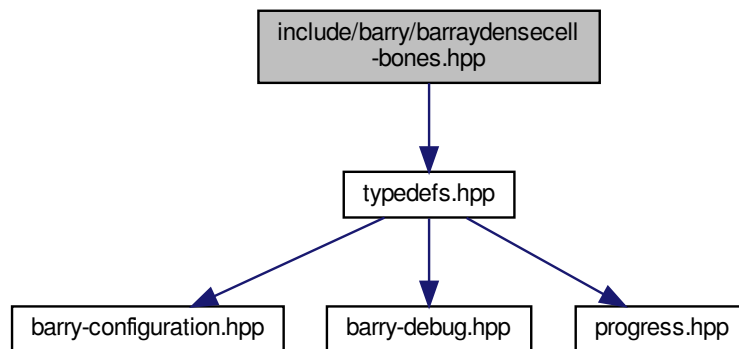 include/barry/barraydensecell
-bones.hpp
typedefs.hpp
barry-configuration.hpp
barry-debug.hpp
progress.hpp